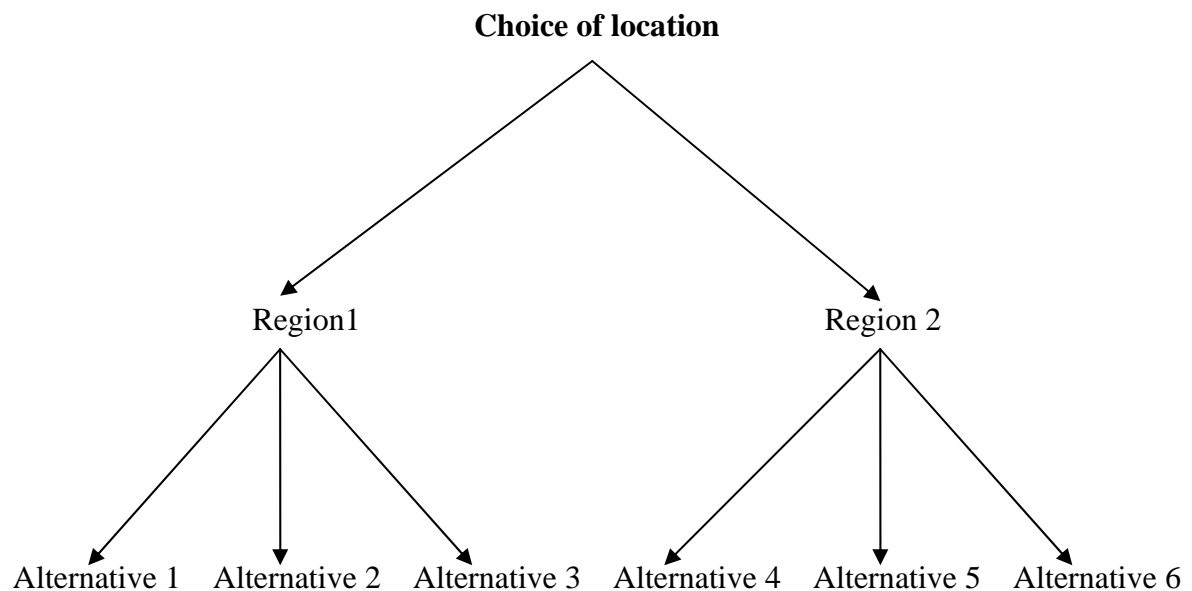 Choice of location
Region1 Region 2
Alternative 1 Alternative 2 Alternative 3 Alternative 4 Alternative 5 Alternative 6